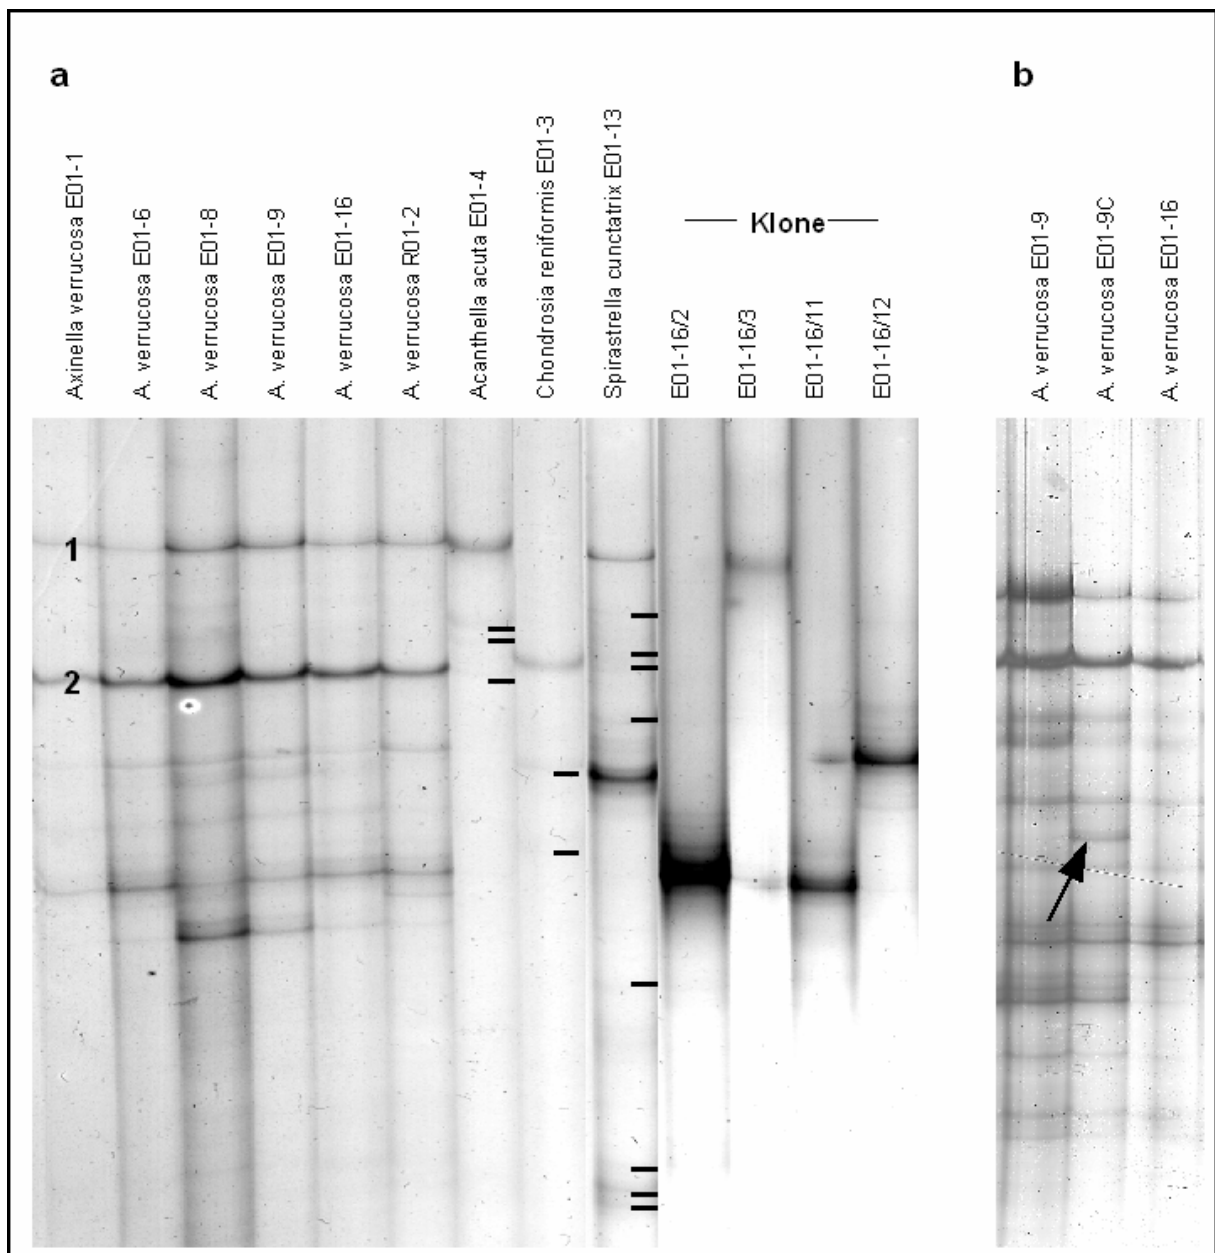 a
b
Axinella verrucosa E01-1
A. verrucosa E01-6
A. verrucosa E01-8
A. verrucosa E01-9
A. verrucosa E01-16
A. verrucosa R01-2
Acanthella acuta E01-4
Chondrosia reniformis E01-3
Spirastrella cunctatrix E01-13
Klone
E01-16/2
E01-16/3
E01-16/11
E01-16/12
A. verrucosa E01-9
A. verrucosa E01-9C
A. verrucosa E01-16
1
2